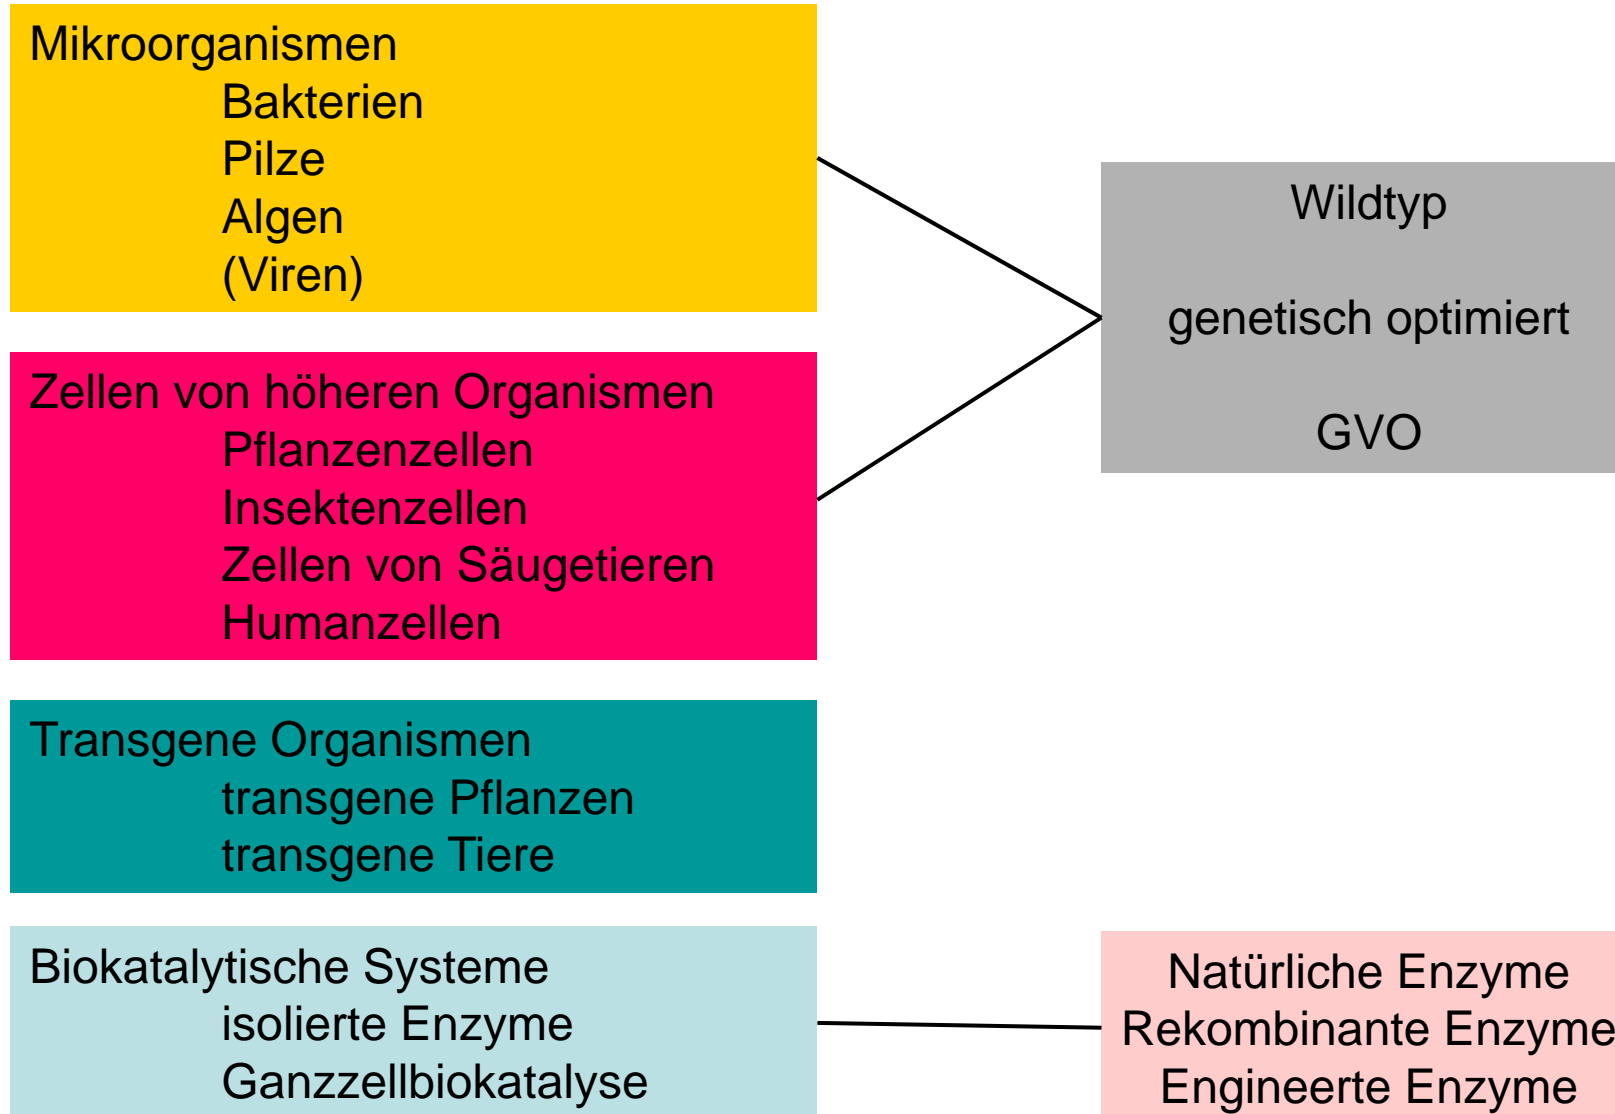 Mikroorganismen
Bakterien
Pilze
Algen
(Viren)
Wildtyp
genetisch optimiert
GVO
Zellen von höheren Organismen
Pflanzenzellen
Insektenzellen
Zellen von Säugetieren
Humanzellen
Transgene Organismen
transgene Pflanzen
transgene Tiere
Biokatalytische Systeme
isolierte Enzyme
Ganzzellbiokatalyse
Natürliche Enzyme
Rekombinante Enzyme
Engineerte Enzyme